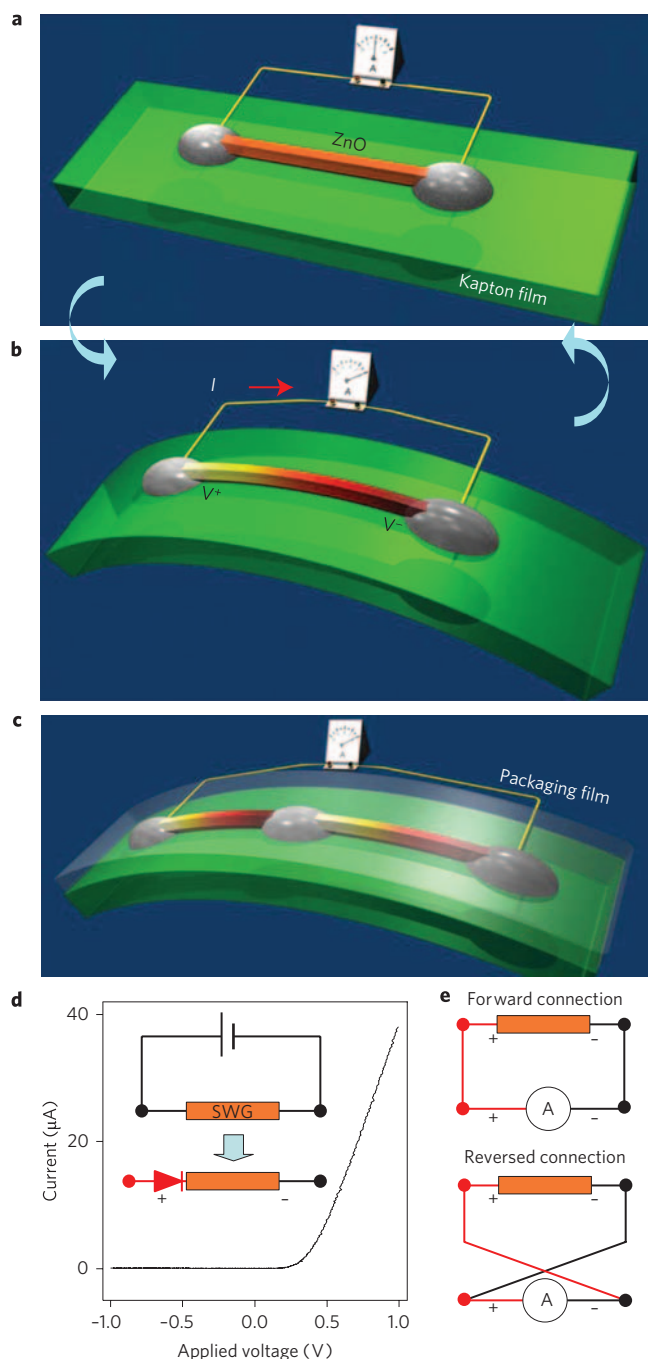 a
A
ZnO
Kapton film
b
I
A
V+
V−
c
A
Packaging film
d
40
20
0
Current (μA)
SWG
+ −
−1.0 −0.5 0.0 0.5 1.0
Applied voltage (V)
e
Forward connection
+ −
+ A −
Reversed connection
+ −
+ A −